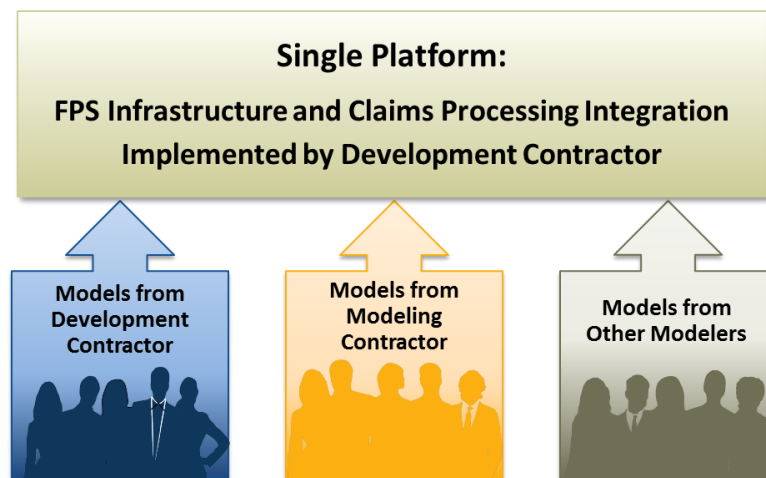 Single Platform:
FPS Infrastructure and Claims Processing Integration
Implemented by Development Contractor
Models from
Development
Contractor
Models from
Modeling
Contractor
Models from
Other Modelers